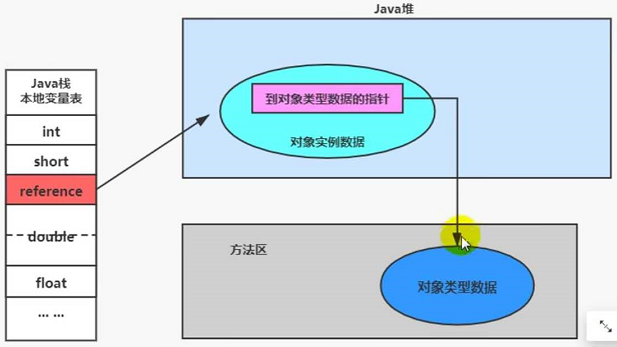 Java堆
Java栈
本地变量表
int
short
reference
double
float
... ...
到对象类型数据的指针
对象实例数据
方法区
对象类型数据